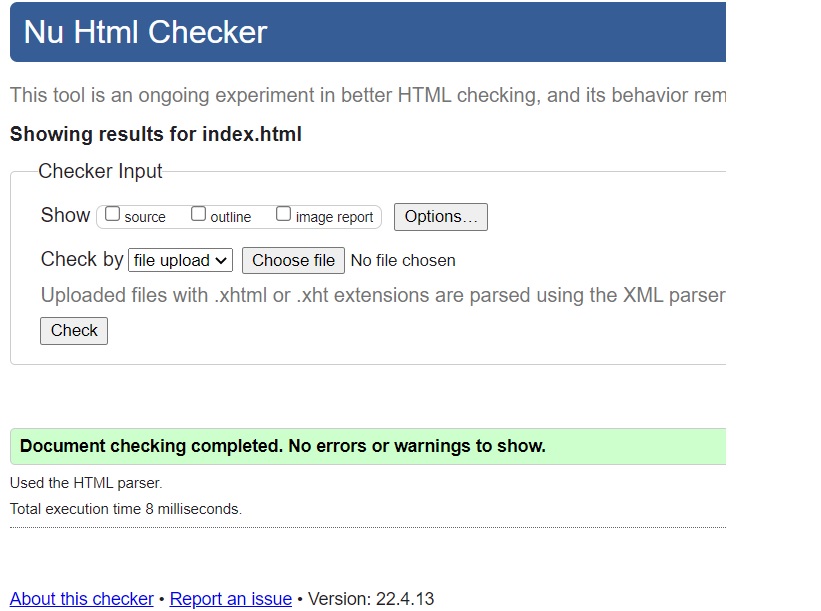 Nu Html Checker
This tool is an ongoing experiment in better HTML checking, and its behavior rem
Showing results for index.html
Checker Input
Show source outline image report Options…
Check by file upload Choose file No file chosen
Uploaded files with .xhtml or .xht extensions are parsed using the XML parser
Check
Document checking completed. No errors or warnings to show.
Used the HTML parser.
Total execution time 8 milliseconds.
About this checker • Report an issue • Version: 22.4.13